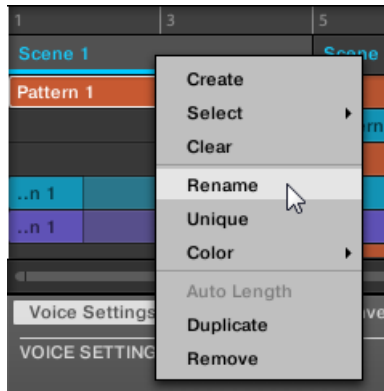 1 3 5
Scene 1 Scene
Pattern 1
Create
Select
Clear
Rename
..n 1
Unique
..n 1
Color
Auto Length
Voice Settings
Duplicate
VOICE SETTING
Remove